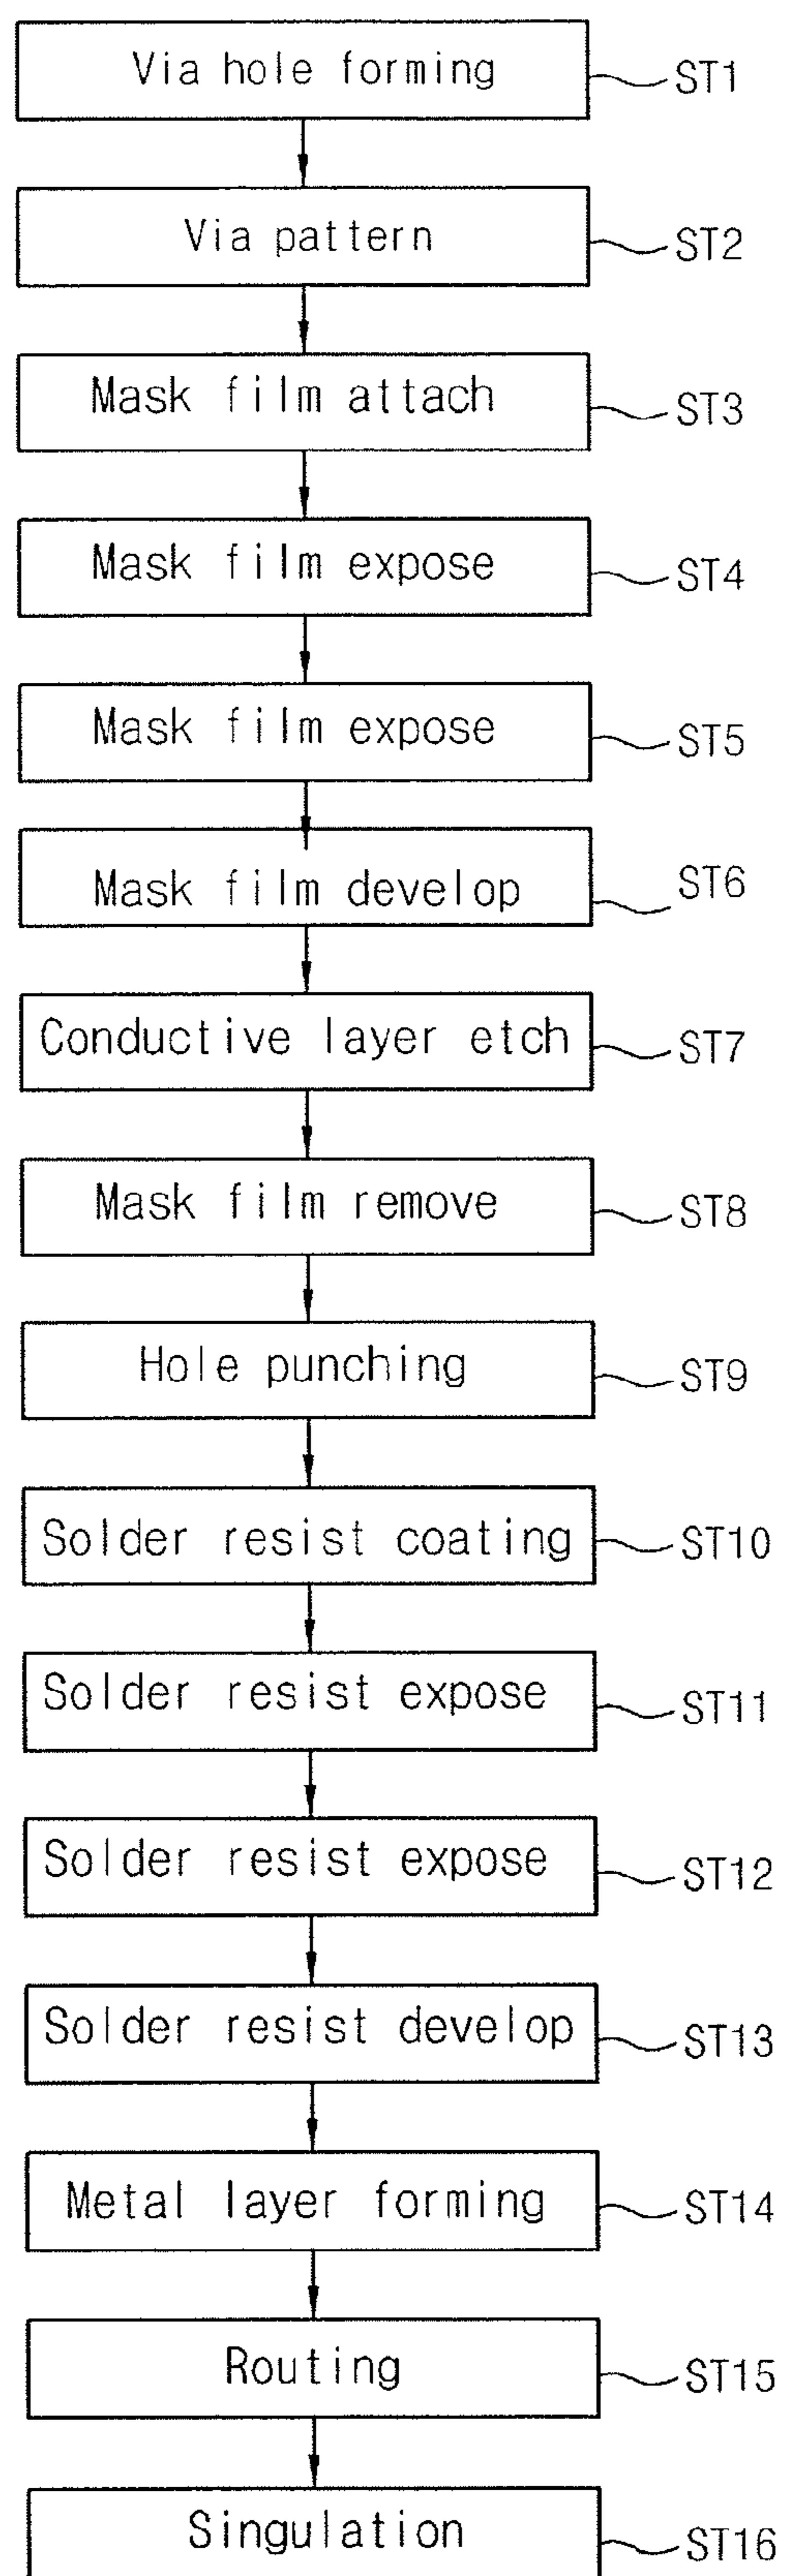 Via hole forming ST1
Via pattern ST2
Mask film attach ST3
Mask film expose ST4
Mask film expose ST5
Mask film develop ST6
Conductive layer etch ST7
Mask film remove ST8
Hole punching ST9
Solder resist coating ST10
Solder resist expose ST11
Solder resist expose ST12
Solder resist develop ST13
Metal layer forming ST14
Routing ST15
Singulation ST16